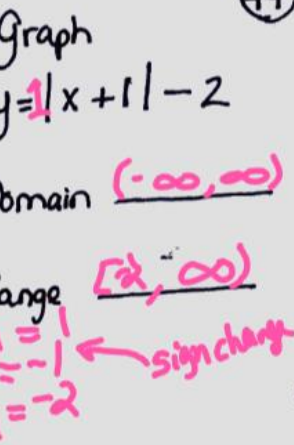 Graph
y=1|x+1|-2
omain (-∞,∞)
ange [-2,∞)
= 1
=-1 sign change
=-2